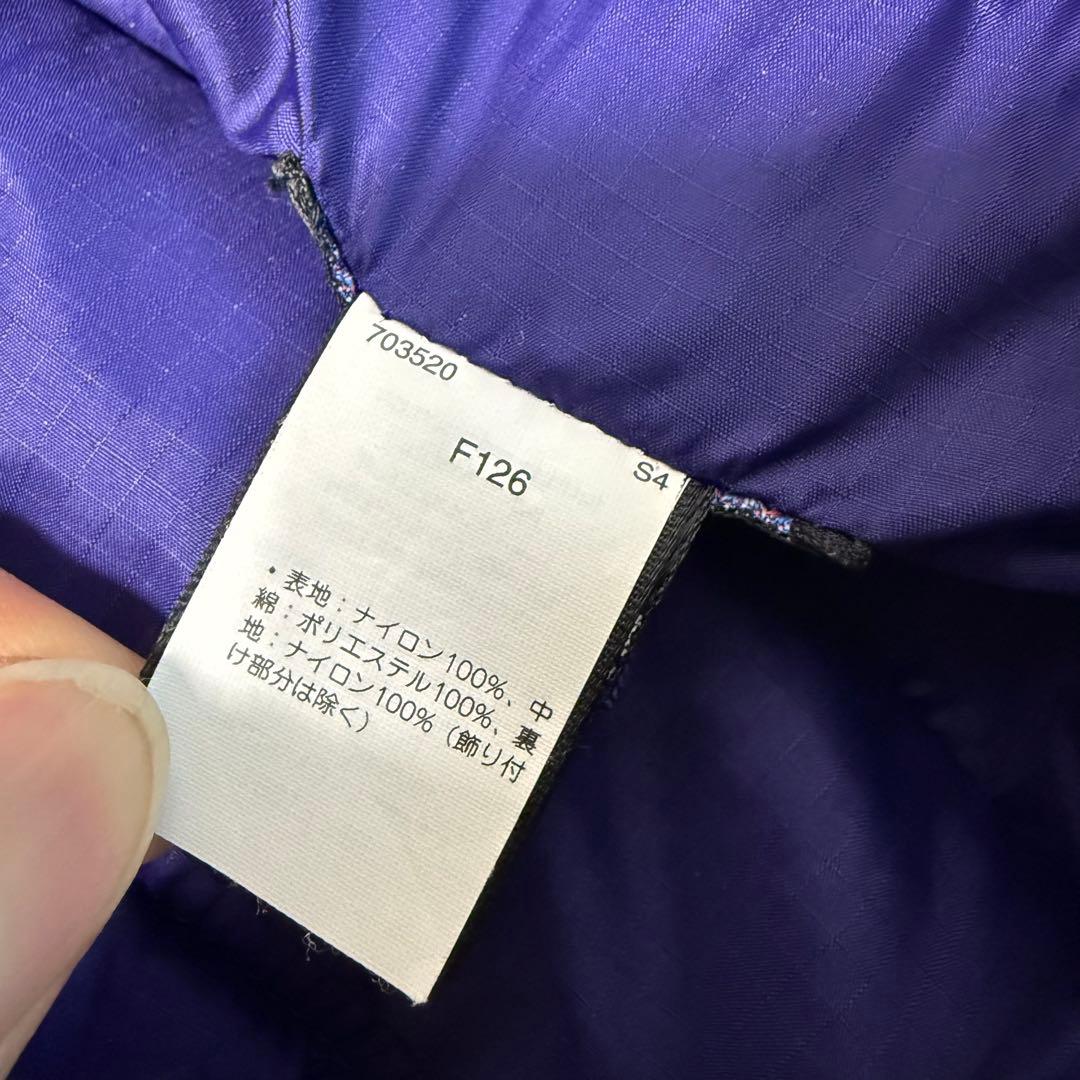 703520
F126
S4
・表地：ナイロン100%、中
綿：ポリエステル100%、裏
地：ナイロン100%（飾り付
け部分は除く）